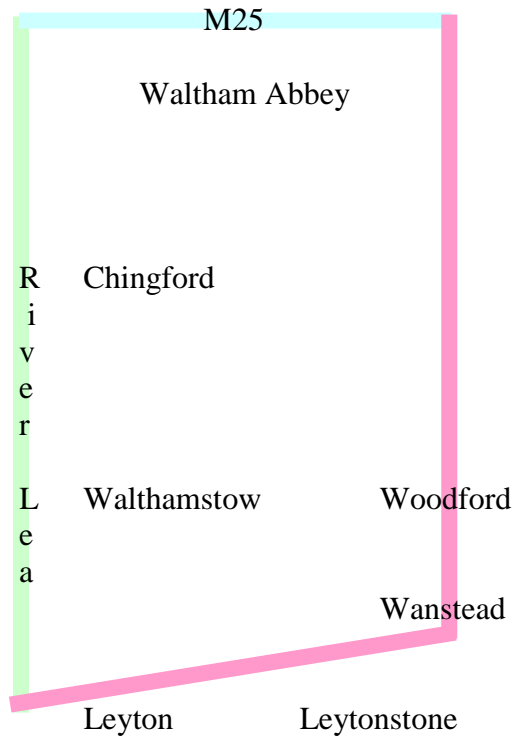 M25
Waltham Abbey
River Lea
Chingford
Walthamstow
Woodford
Wanstead
Leyton
Leytonstone